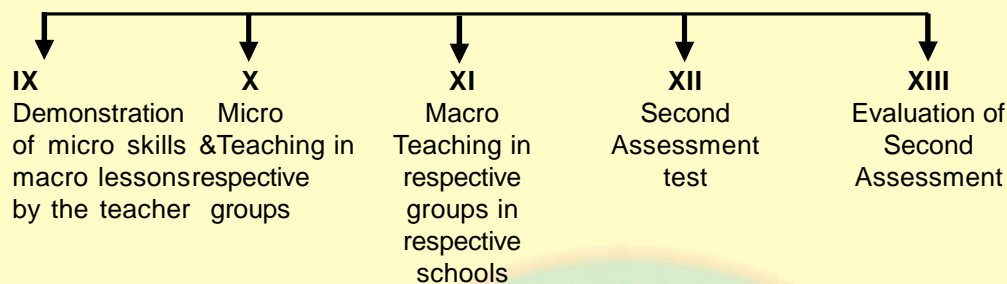 IX
Demonstration
of micro skills &
macro lessons
by the teacher
X
Micro
Teaching in
respective
groups
XI
Macro
Teaching in
respective
groups in
respective
schools
XII
Second
Assessment
test
XIII
Evaluation of
Second
Assessment